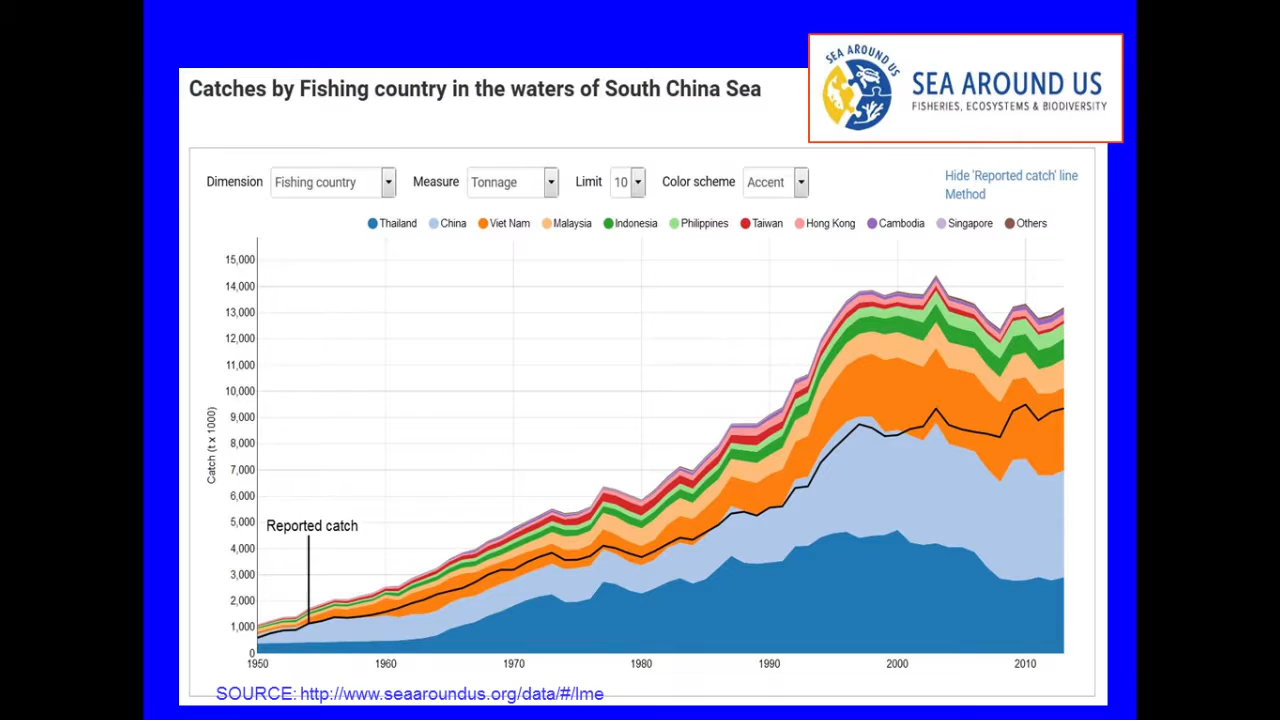 SEA AROUND US
SEA AROUND US
FISHERIES, ECOSYSTEMS & BIODIVERSITY
Catches by Fishing country in the waters of South China Sea
Dimension Fishing country Measure Tonnage Limit 10 Color scheme Accent
Hide 'Reported catch' line
Method
Thailand China Viet Nam Malaysia Indonesia Philippines Taiwan Hong Kong Cambodia Singapore Others
15,000
14,000
13,000
12,000
11,000
10,000
9,000
8,000
7,000
6,000
5,000
4,000
3,000
2,000
1,000
0
Catch (t x 1000)
Reported catch
1950 1960 1970 1980 1990 2000 2010
SOURCE: http://www.seaaroundus.org/data/#/lme